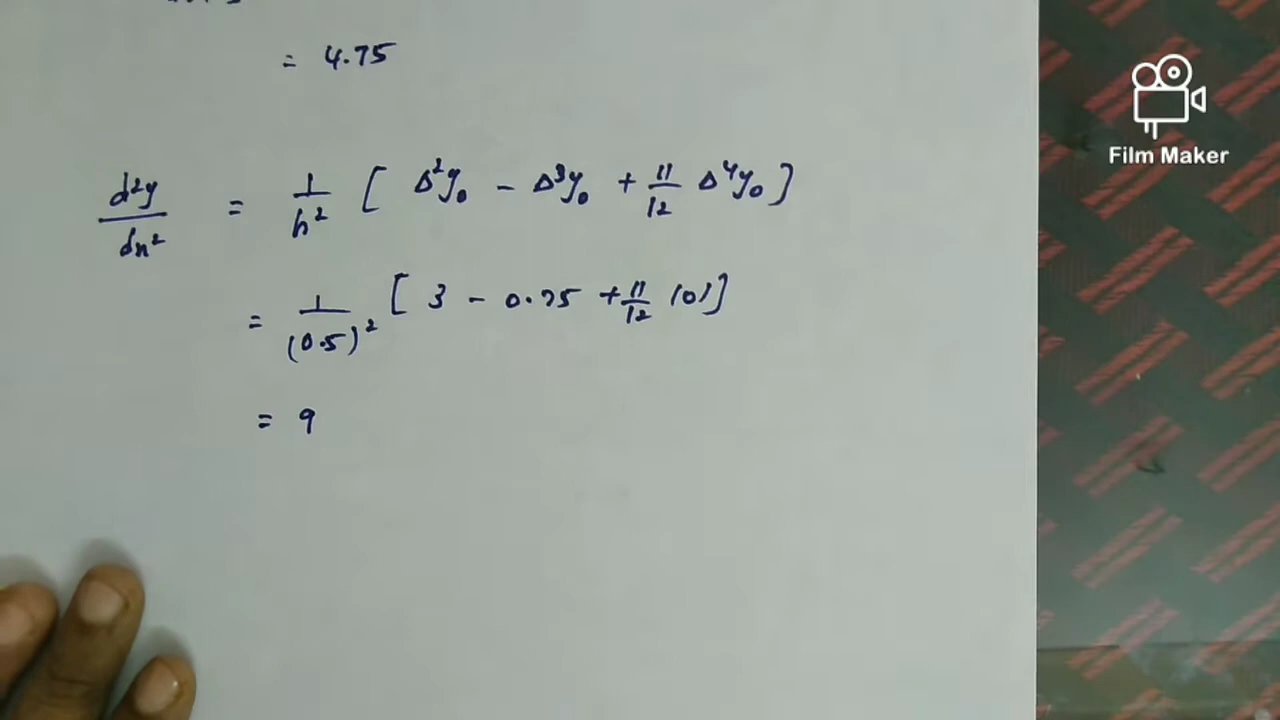 = 4.75
d²y/dx² = 1/h² [ Δ²y₀ - Δ³y₀ + 11/12 Δ⁴y₀ ]
= 1/(0.5)² [ 3 - 0.75 + 11/12 (0) ]
= 9
Film Maker